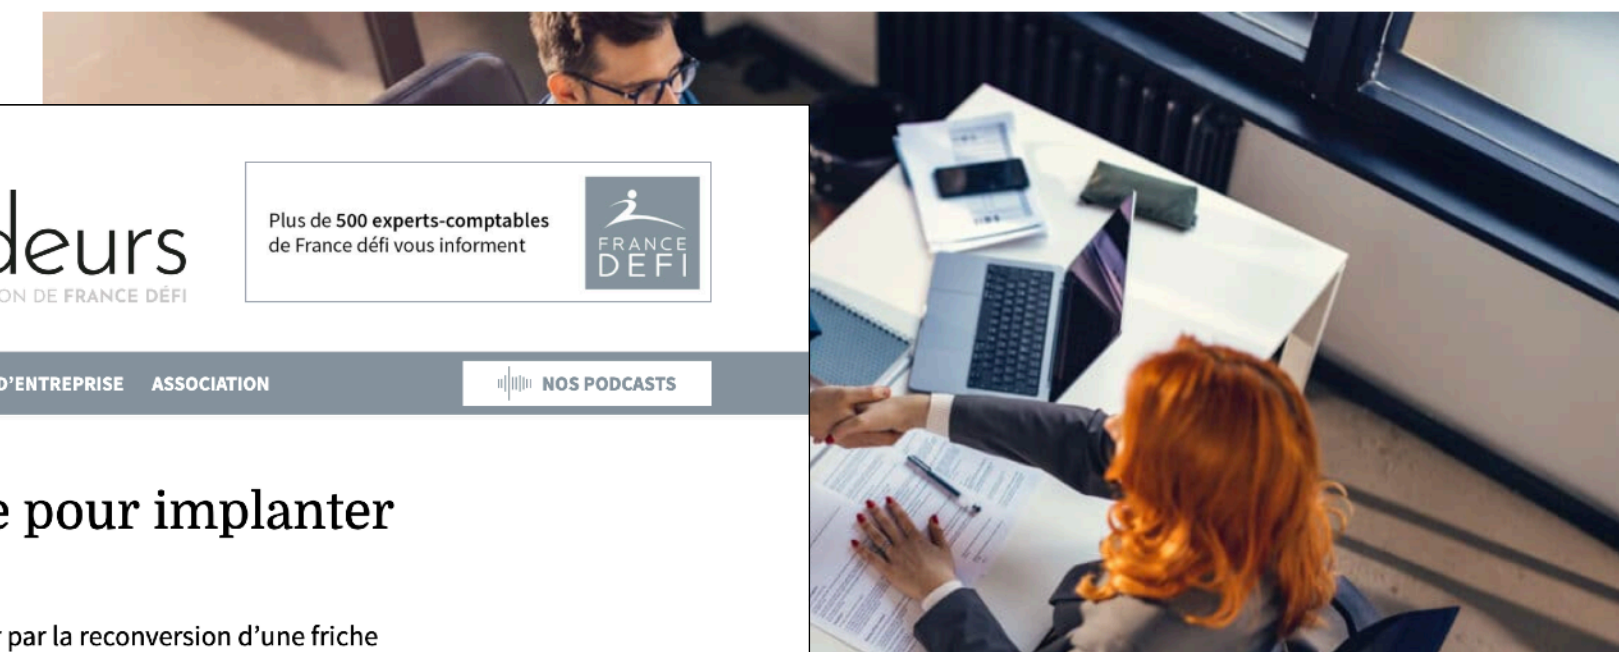 Plus de 500 experts-comptables
de France défi vous informent
FRANCE
DEFI
deurs
ON DE FRANCE DÉFI
D'ENTREPRISE ASSOCIATION NOS PODCASTS
e pour implanter
par la reconversion d'une friche